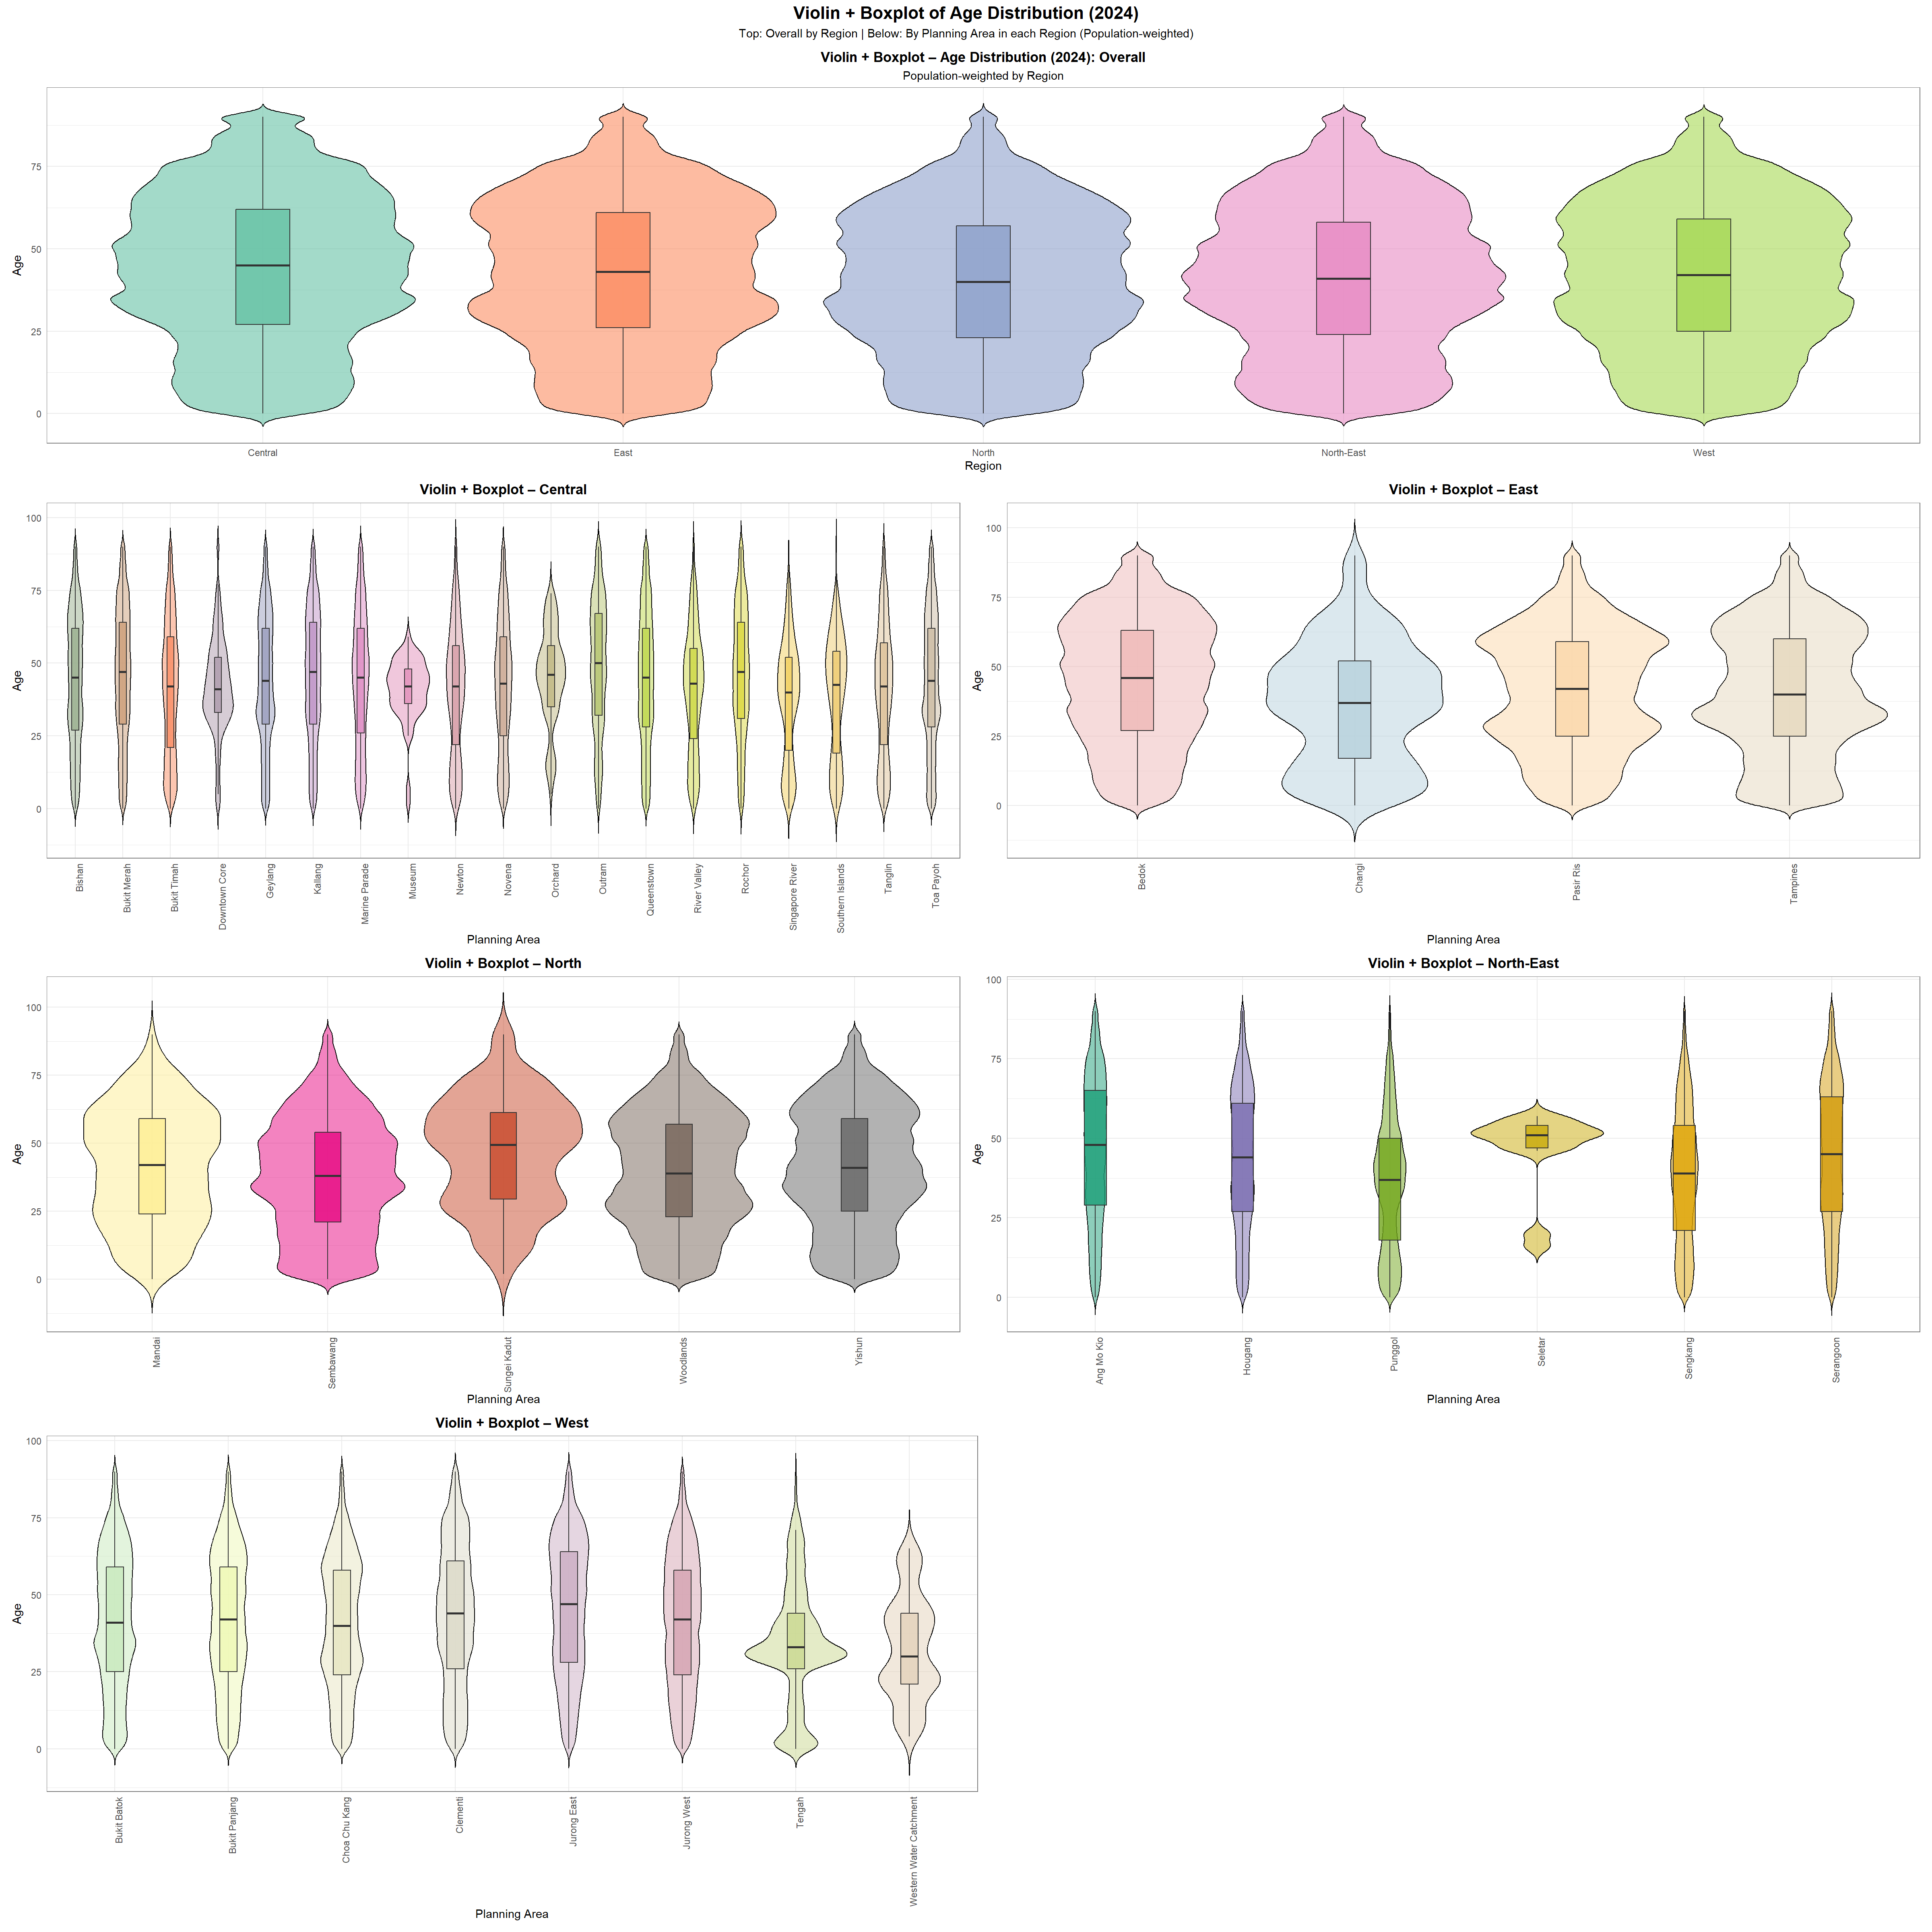 Violin + Boxplot of Age Distribution (2024)
Top: Overall by Region | Below: By Planning Area in each Region (Population-weighted)
Violin + Boxplot – Age Distribution (2024): Overall
Population-weighted by Region
Age
75
50
25
0
Central East North North-East West
Region
Violin + Boxplot – Central
Age
100
75
50
25
0
Bishan
Bukit Merah
Bukit Timah
Downtown Core
Geylang
Kallang
Marine Parade
Museum
Newton
Novena
Orchard
Outram
Queenstown
River Valley
Rochor
Singapore River
Southern Islands
Tanglin
Toa Payoh
Planning Area
Violin + Boxplot – East
Age
100
75
50
25
0
Bedok
Changi
Pasir Ris
Tampines
Planning Area
Violin + Boxplot – North
Age
100
75
50
25
0
Mandai
Sembawang
Sungei Kadut
Woodlands
Yishun
Planning Area
Violin + Boxplot – North-East
Age
100
75
50
25
0
Ang Mo Kio
Hougang
Punggol
Seletar
Sengkang
Serangoon
Planning Area
Violin + Boxplot – West
Age
100
75
50
25
0
Bukit Batok
Bukit Panjang
Choa Chu Kang
Clementi
Jurong East
Jurong West
Tengah
Western Water Catchment
Planning Area